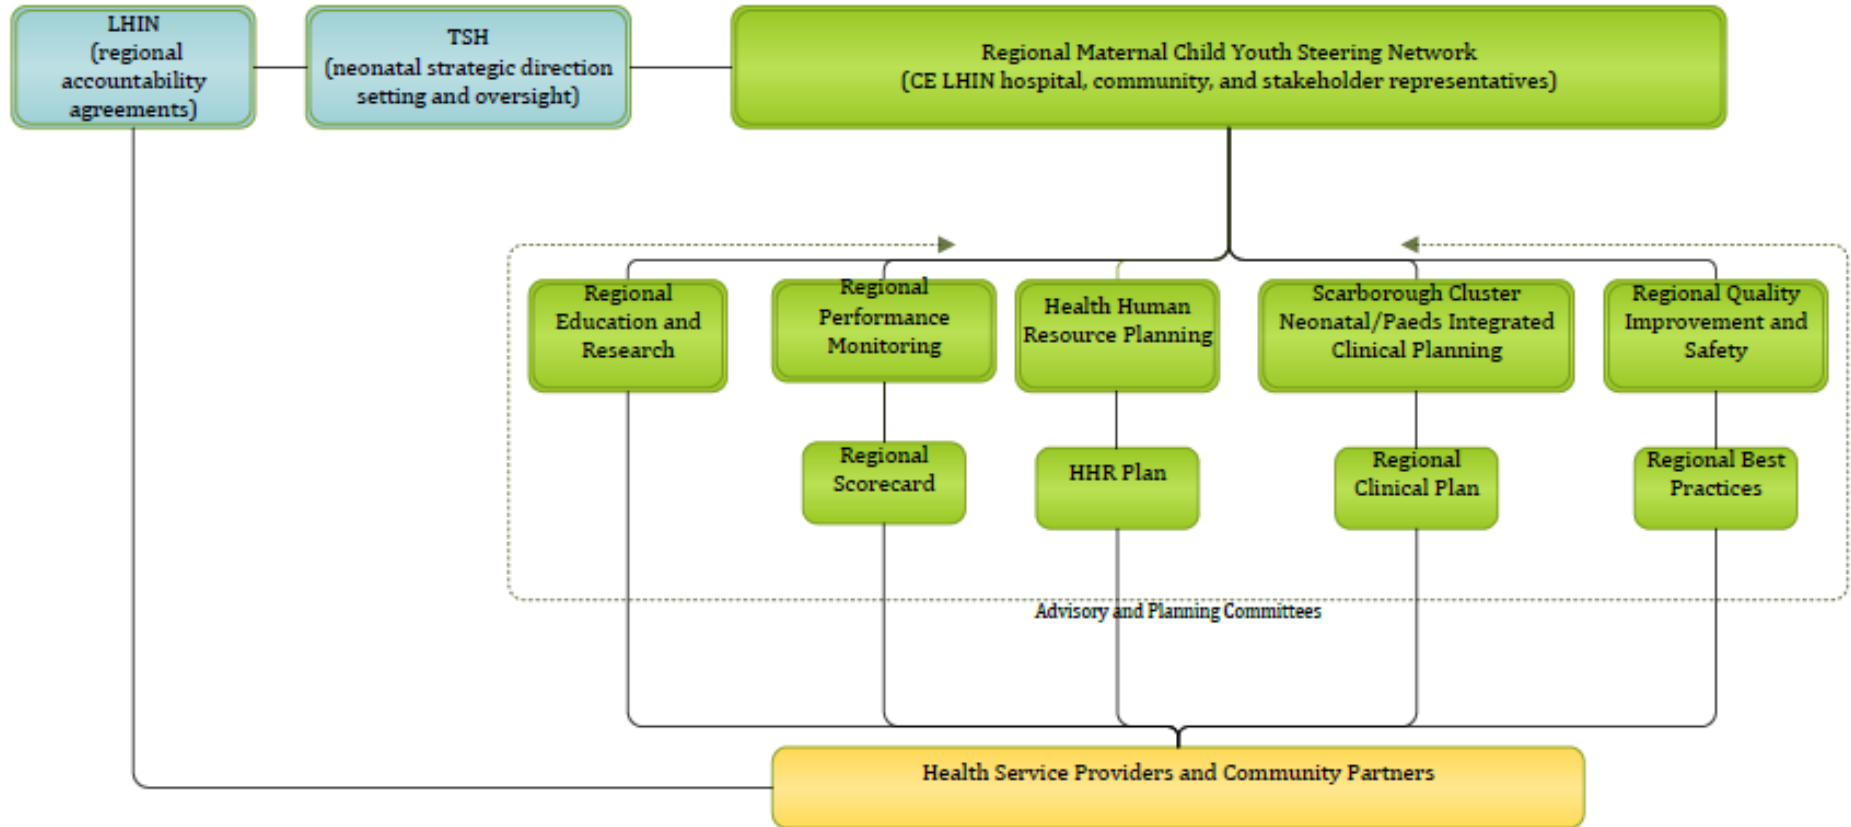 LHIN
(regional
accountability
agreements)
TSH
(neonatal strategic direction
setting and oversight)
Regional Maternal Child Youth Steering Network
(CE LHIN hospital, community, and stakeholder representatives)
Regional
Education and
Research
Regional
Performance
Monitoring
Health Human
Resource Planning
Scarborough Cluster
Neonatal/Paeds Integrated
Clinical Planning
Regional Quality
Improvement and
Safety
Regional
Scorecard
HHR Plan
Regional
Clinical Plan
Regional Best
Practices
Advisory and Planning Committees
Health Service Providers and Community Partners